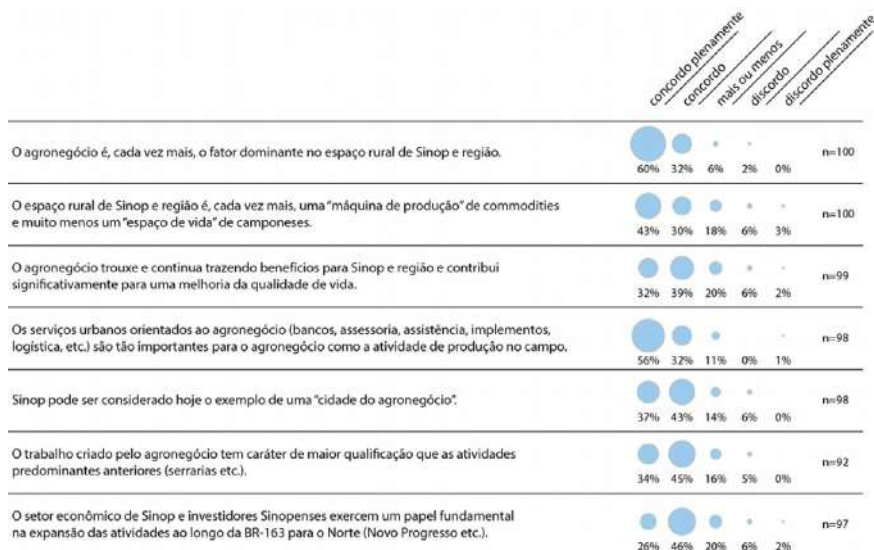 concordo plenamente
concordo
mais ou menos
discordo
discordo plenamente
O agronegócio é, cada vez mais, o fator dominante no espaço rural de Sinop e região.
60% 32% 6% 2% 0%
n=100
O espaço rural de Sinop e região é, cada vez mais, uma "máquina de produção" de commodities
e muito menos um "espaço de vida" de camponeses.
43% 30% 18% 6% 3%
n=100
O agronegócio trouxe e continua trazendo benefícios para Sinop e região e contribui
significativamente para uma melhoria da qualidade de vida.
32% 39% 20% 6% 2%
n=99
Os serviços urbanos orientados ao agronegócio (bancos, assessoria, assistência, implementos,
logística, etc.) são tão importantes para o agronegócio como a atividade de produção no campo.
56% 32% 11% 0% 1%
n=98
Sinop pode ser considerado hoje o exemplo de uma "cidade do agronegócio".
37% 43% 14% 6% 0%
n=98
O trabalho criado pelo agronegócio tem caráter de maior qualificação que as atividades
predominantes anteriores (serrarias etc.).
34% 45% 16% 5% 0%
n=92
O setor econômico de Sinop e investidores Sinopenses exercem um papel fundamental
na expansão das atividades ao longo da BR-163 para o Norte (Novo Progresso etc.).
26% 46% 20% 6% 2%
n=97